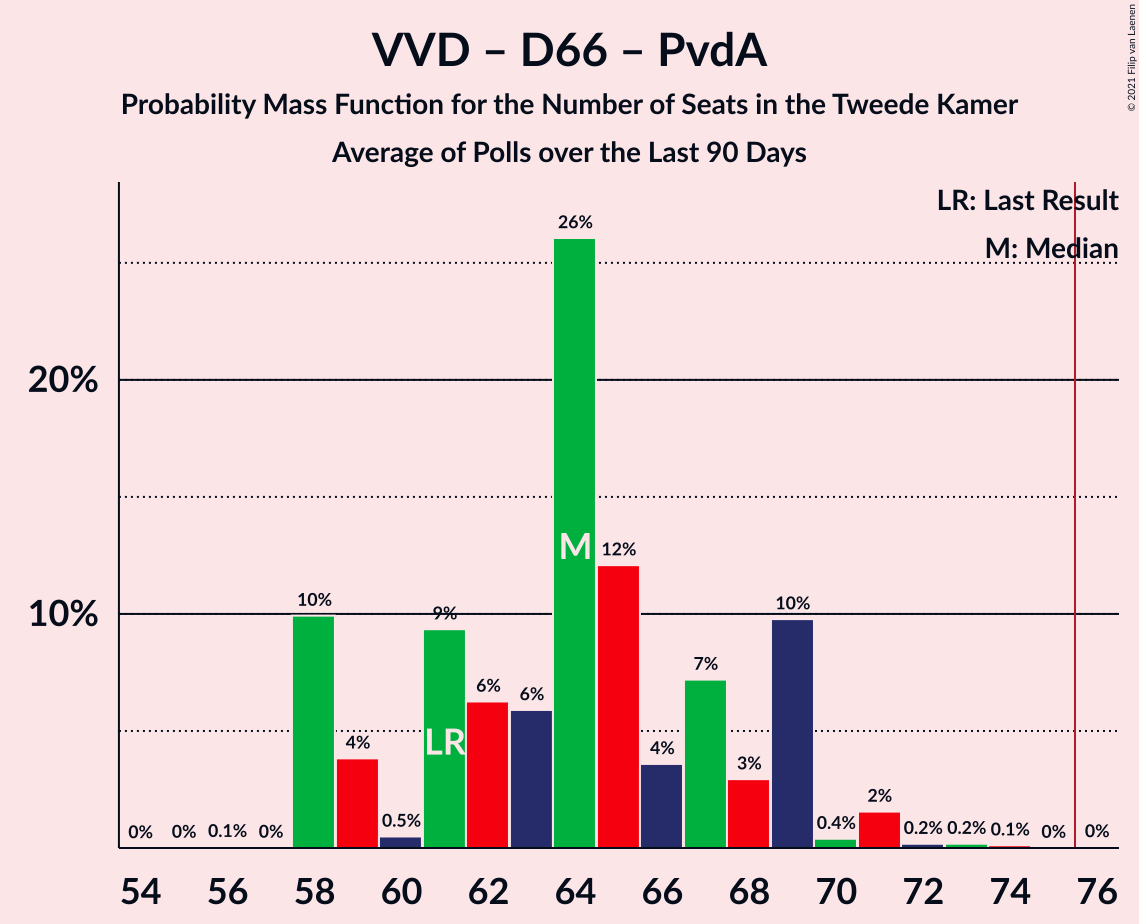 VVD – D66 – PvdA
Probability Mass Function for the Number of Seats in the Tweede Kamer
Average of Polls over the Last 90 Days
© 2021 Filip van Laenen
LR: Last Result
M: Median
20%
10%
0% 0% 0.1% 0% 10% 4% 0.5% 9% 6% 6% 26% 12% 4% 7% 3% 10% 0.4% 2% 0.2% 0.2% 0.1% 0% 0%
LR
M
54 56 58 60 62 64 66 68 70 72 74 76